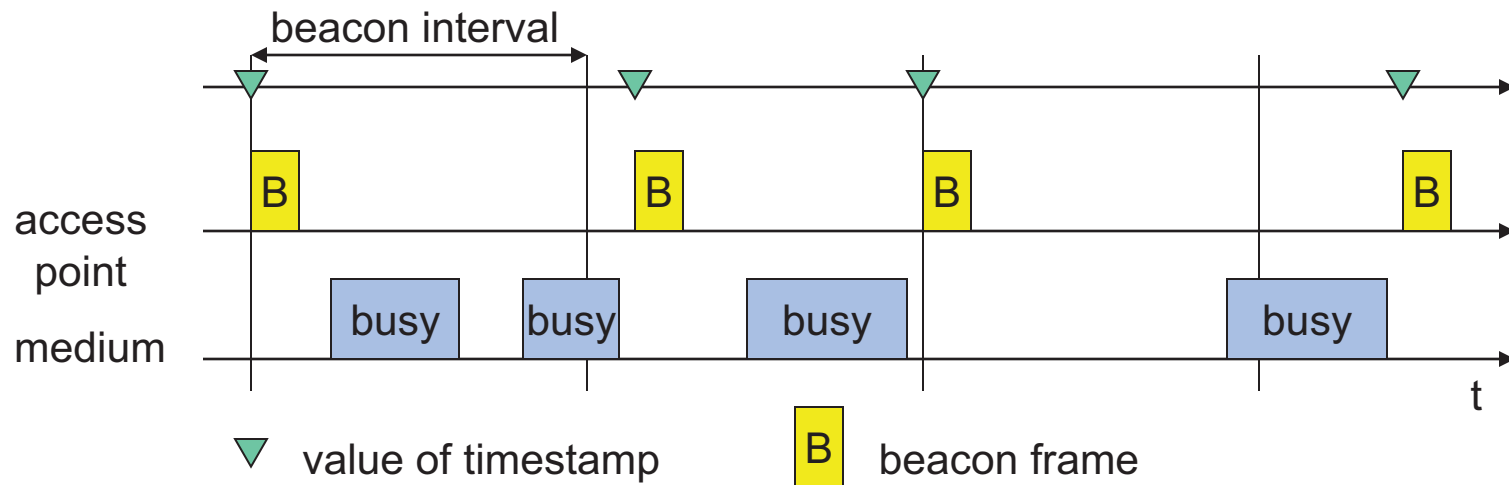 beacon interval
B B B B
access
point
busy busy busy busy
medium
t
value of timestamp
B beacon frame